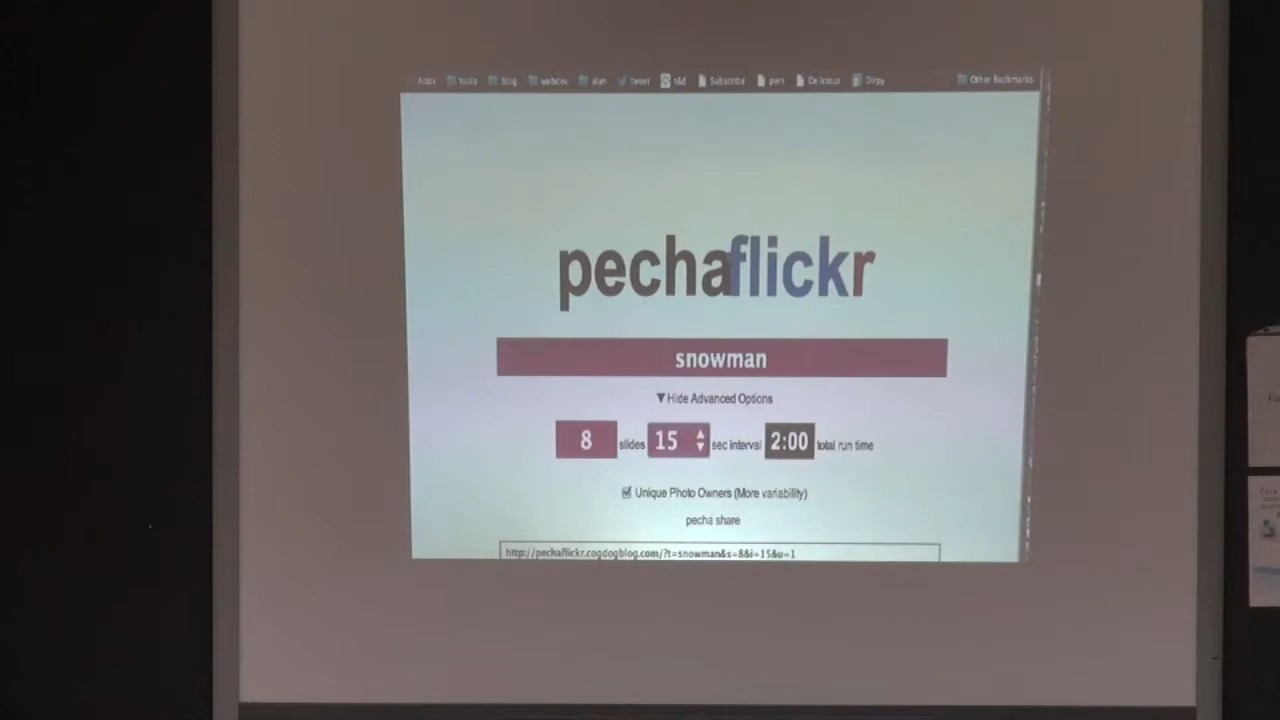 Apps tools blog webdev alan tweet t&d Subscribe pen Delicious Dirpy Other Bookmarks
pechaflickr
snowman
▼Hide Advanced Options
8 slides 15 sec interval 2:00 total run time
Unique Photo Owners (More variability)
pecha share
http://pechaflickr.cogdogblog.com/?t=snowman&s=8&i=15&u=1